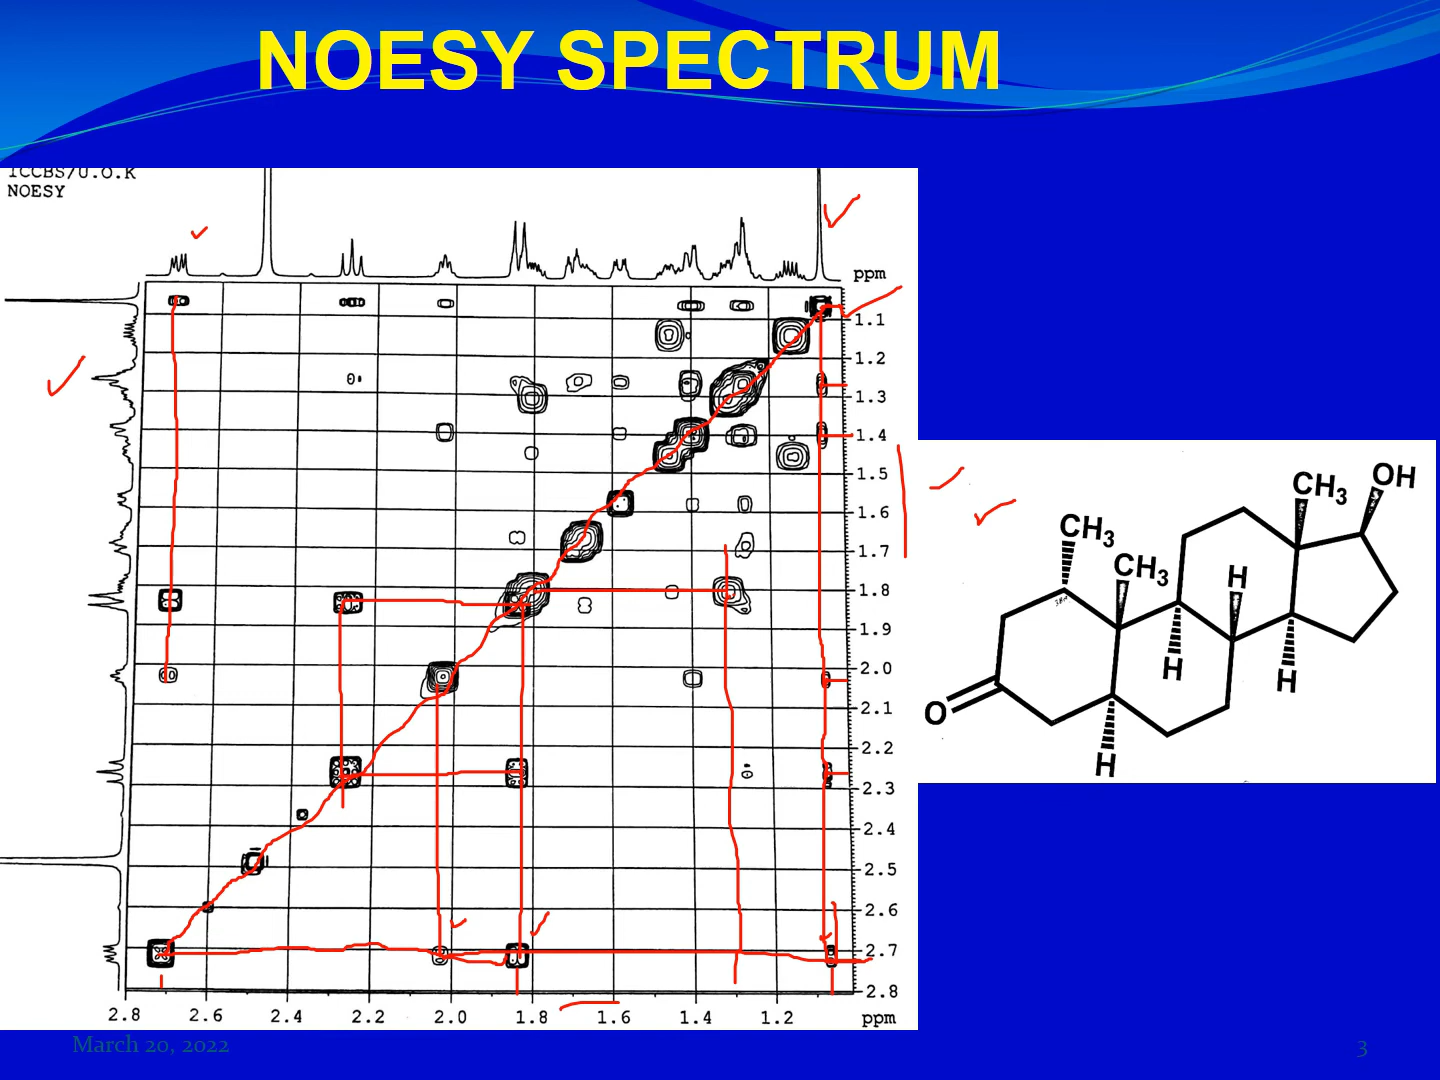 NOESY SPECTRUM
ICCBS/U.O.K
NOESY
ppm
1.1
1.2
1.3
1.4
1.5
1.6
1.7
1.8
1.9
2.0
2.1
2.2
2.3
2.4
2.5
2.6
2.7
2.8
2.8 2.6 2.4 2.2 2.0 1.8 1.6 1.4 1.2 ppm
OH
CH3
CH3
CH3
H
H
H
O
H
March 20, 2022
3